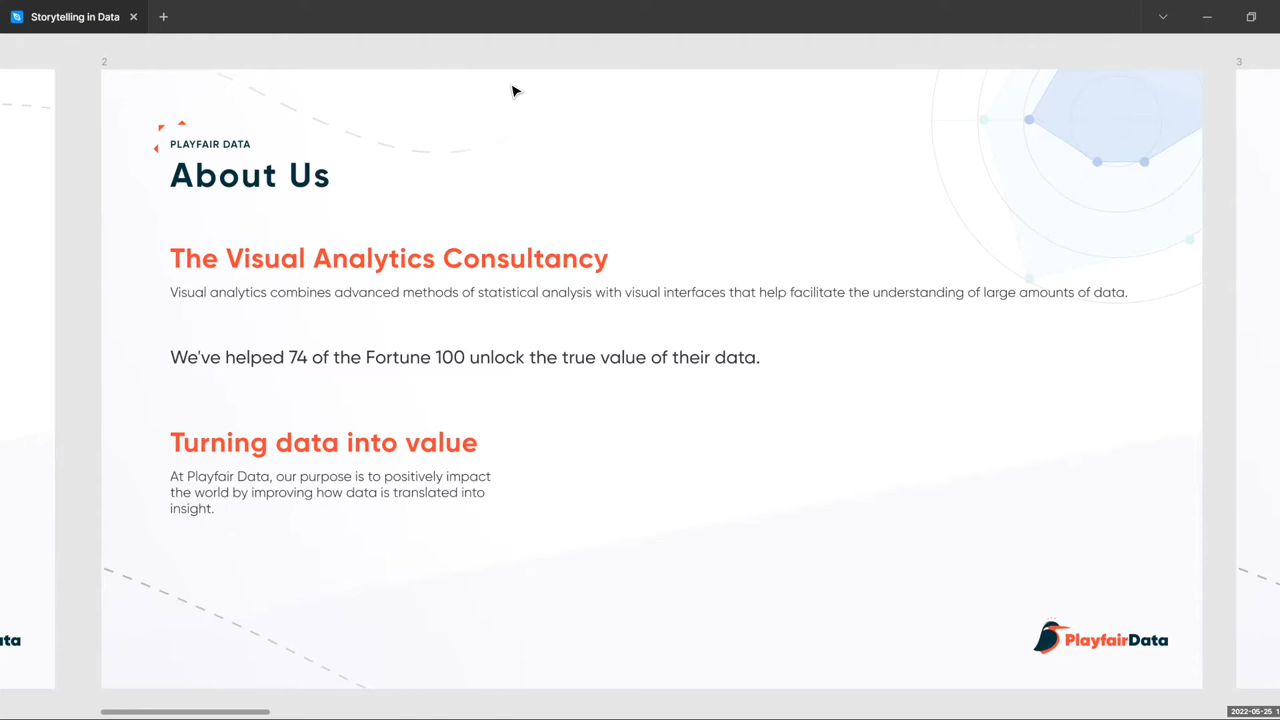 Storytelling in Data
2
3
PLAYFAIR DATA
About Us
The Visual Analytics Consultancy
Visual analytics combines advanced methods of statistical analysis with visual interfaces that help facilitate the understanding of large amounts of data.
We've helped 74 of the Fortune 100 unlock the true value of their data.
Turning data into value
At Playfair Data, our purpose is to positively impact
the world by improving how data is translated into
insight.
ata
PlayfairData
2022-05-25 1